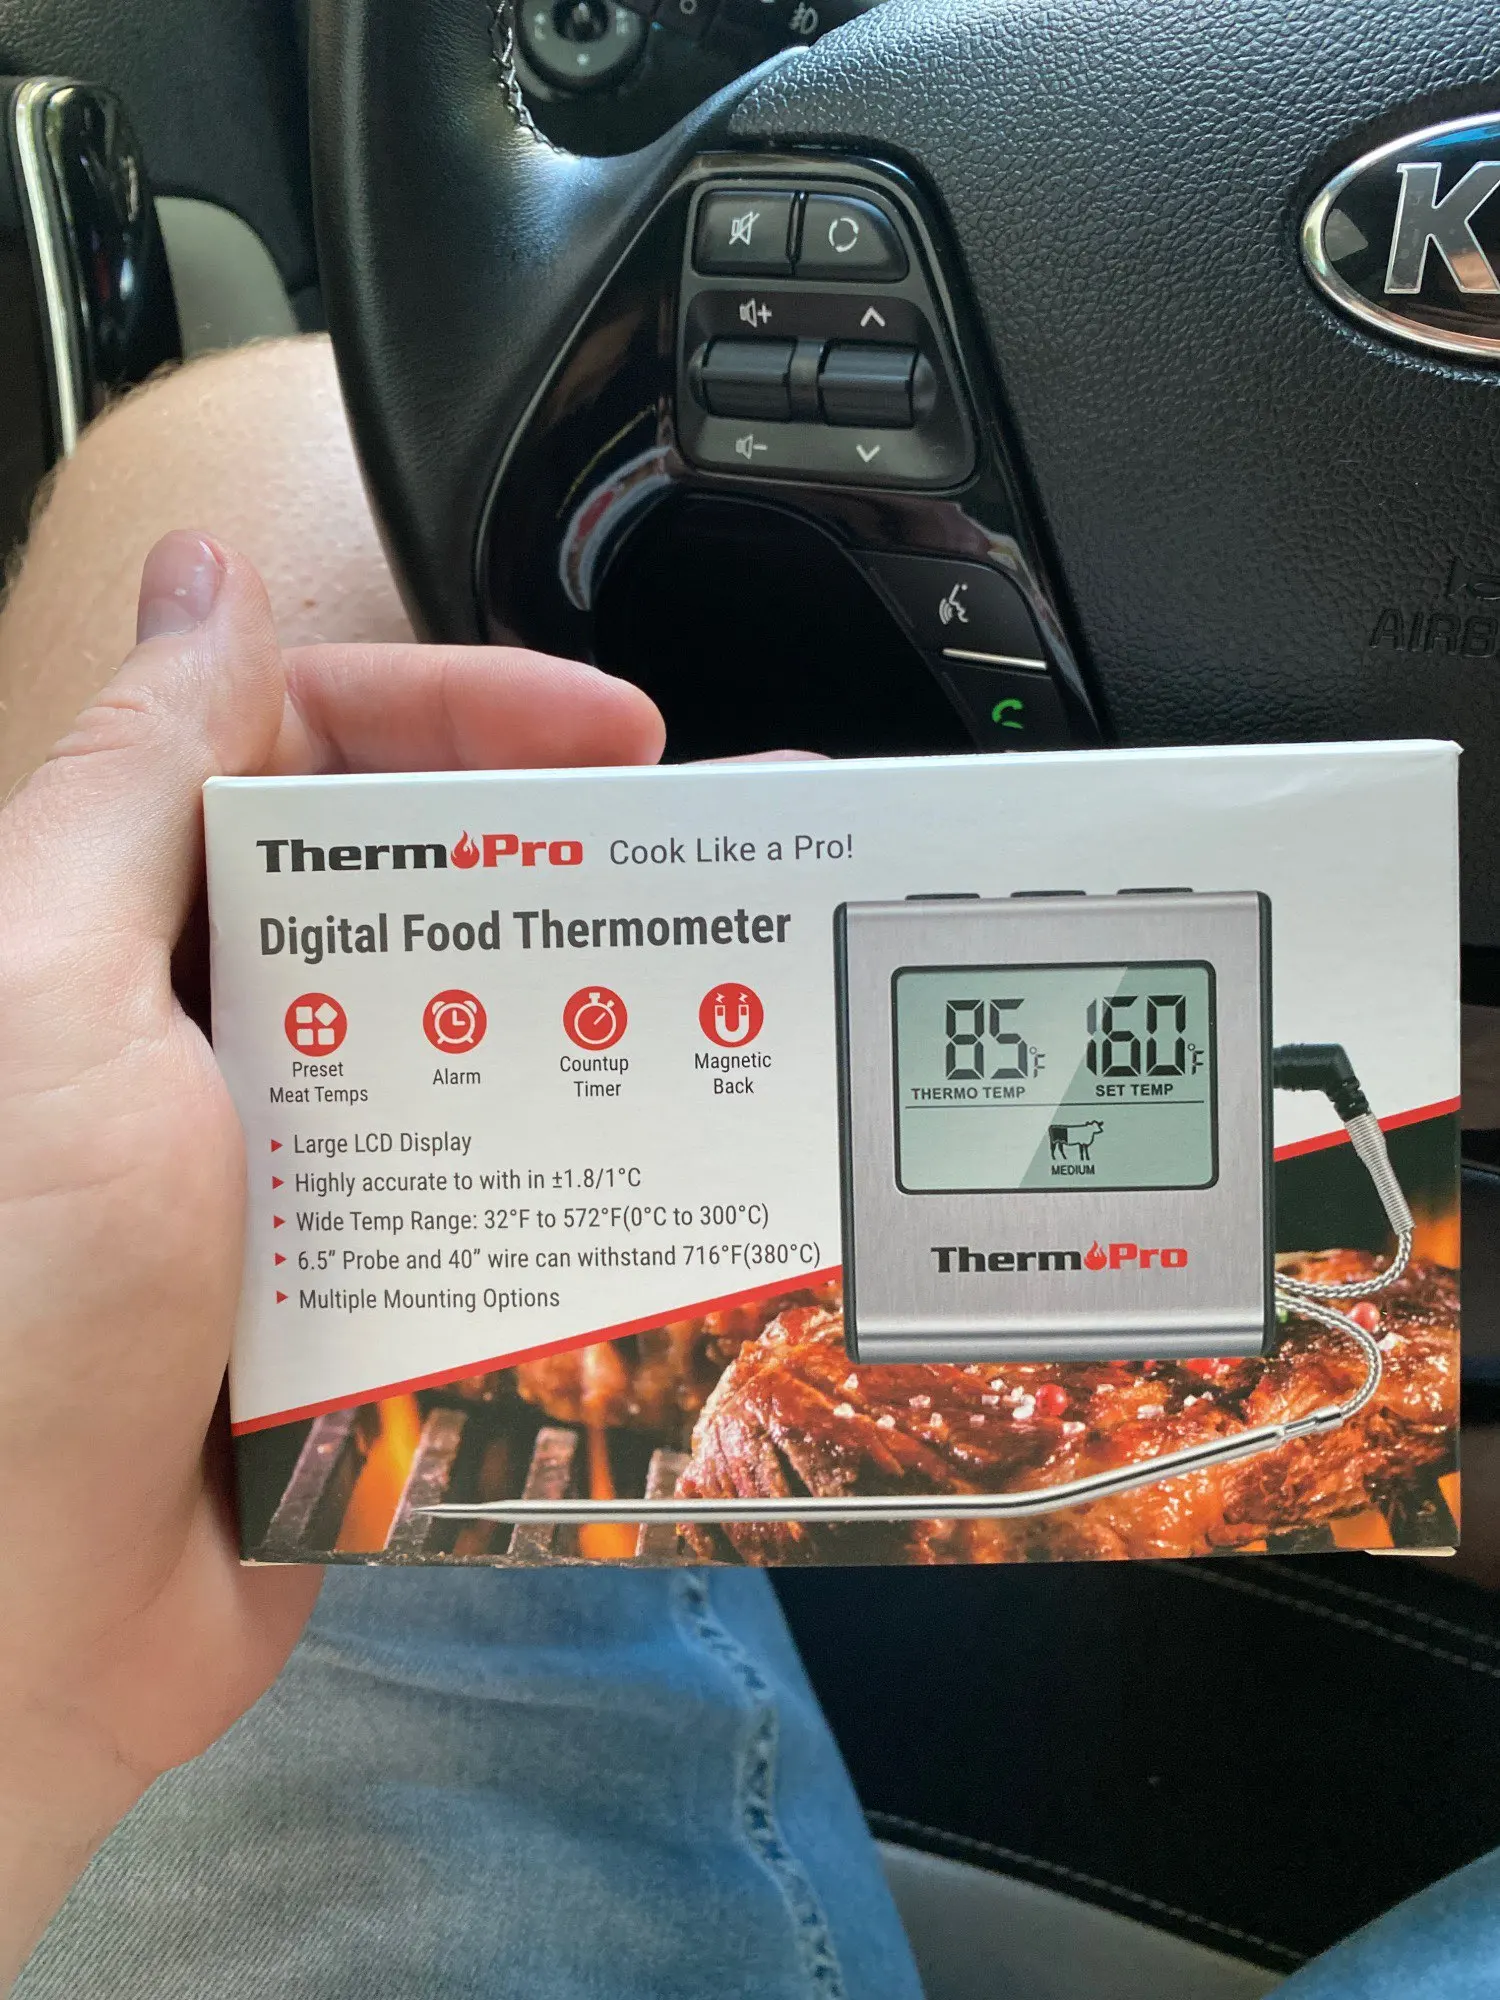 K
AIRB
ThermoPro Cook Like a Pro!
Digital Food Thermometer
Preset
Meat Temps
Alarm
Countup
Timer
Magnetic
Back
Large LCD Display
Highly accurate to with in ±1.8/1°C
Wide Temp Range: 32°F to 572°F(0°C to 300°C)
6.5” Probe and 40” wire can withstand 716°F(380°C)
Multiple Mounting Options
85°F 160°F
THERMO TEMP SET TEMP
MEDIUM
ThermoPro